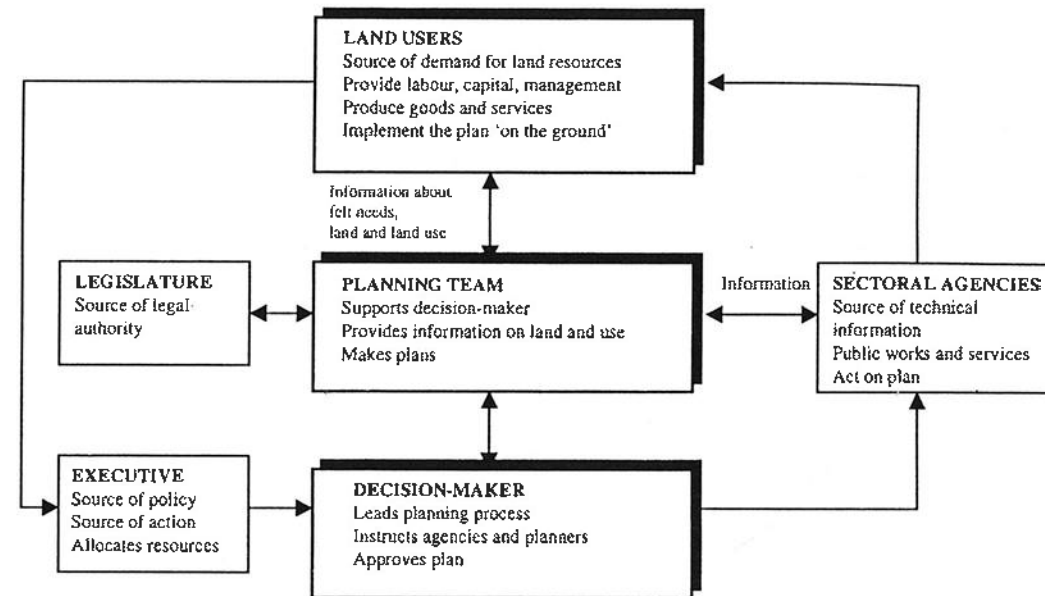 LAND USERS
Source of demand for land resources
Provide labour, capital, management
Produce goods and services
Implement the plan ‘on the ground’
Information about
felt needs,
land and land use
LEGISLATURE
Source of legal
authority
PLANNING TEAM
Supports decision-maker
Provides information on land and use
Makes plans
Information
SECTORAL AGENCIES
Source of technical
information
Public works and services
Act on plan
EXECUTIVE
Source of policy
Source of action
Allocates resources
DECISION-MAKER
Leads planning process
Instructs agencies and planners
Approves plan